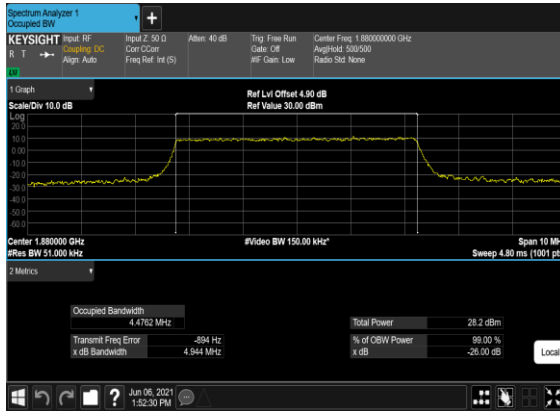 Spectrum Analyzer 1
Occupied BW
+
KEYSIGHT
R T
LW
Input: RF
Coupling: DC
Align: Auto
Input Z: 50 Ω
Corr CCorr
Freq Ref: Int (S)
Atten: 40 dB
Trig: Free Run
Gate: Off
#IF Gain: Low
Center Freq: 1.880000000 GHz
Avg|Hold: 500/500
Radio Std: None
1 Graph
Scale/Div 10.0 dB
Ref Lvl Offset 4.90 dB
Ref Value 30.00 dBm
Log
20.0
10.0
0.00
-10.0
-20.0
-30.0
-40.0
-50.0
-60.0
Center 1.880000 GHz
#Res BW 51.000 kHz
#Video BW 150.00 kHz*
Span 10 MH
Sweep 4.80 ms (1001 pt
2 Metrics
Occupied Bandwidth
4.4762 MHz
Transmit Freq Error -894 Hz
x dB Bandwidth 4.944 MHz
Total Power 28.2 dBm
% of OBW Power 99.00 %
x dB -26.00 dB
Local
?
Jun 06, 2021
1:52:30 PM